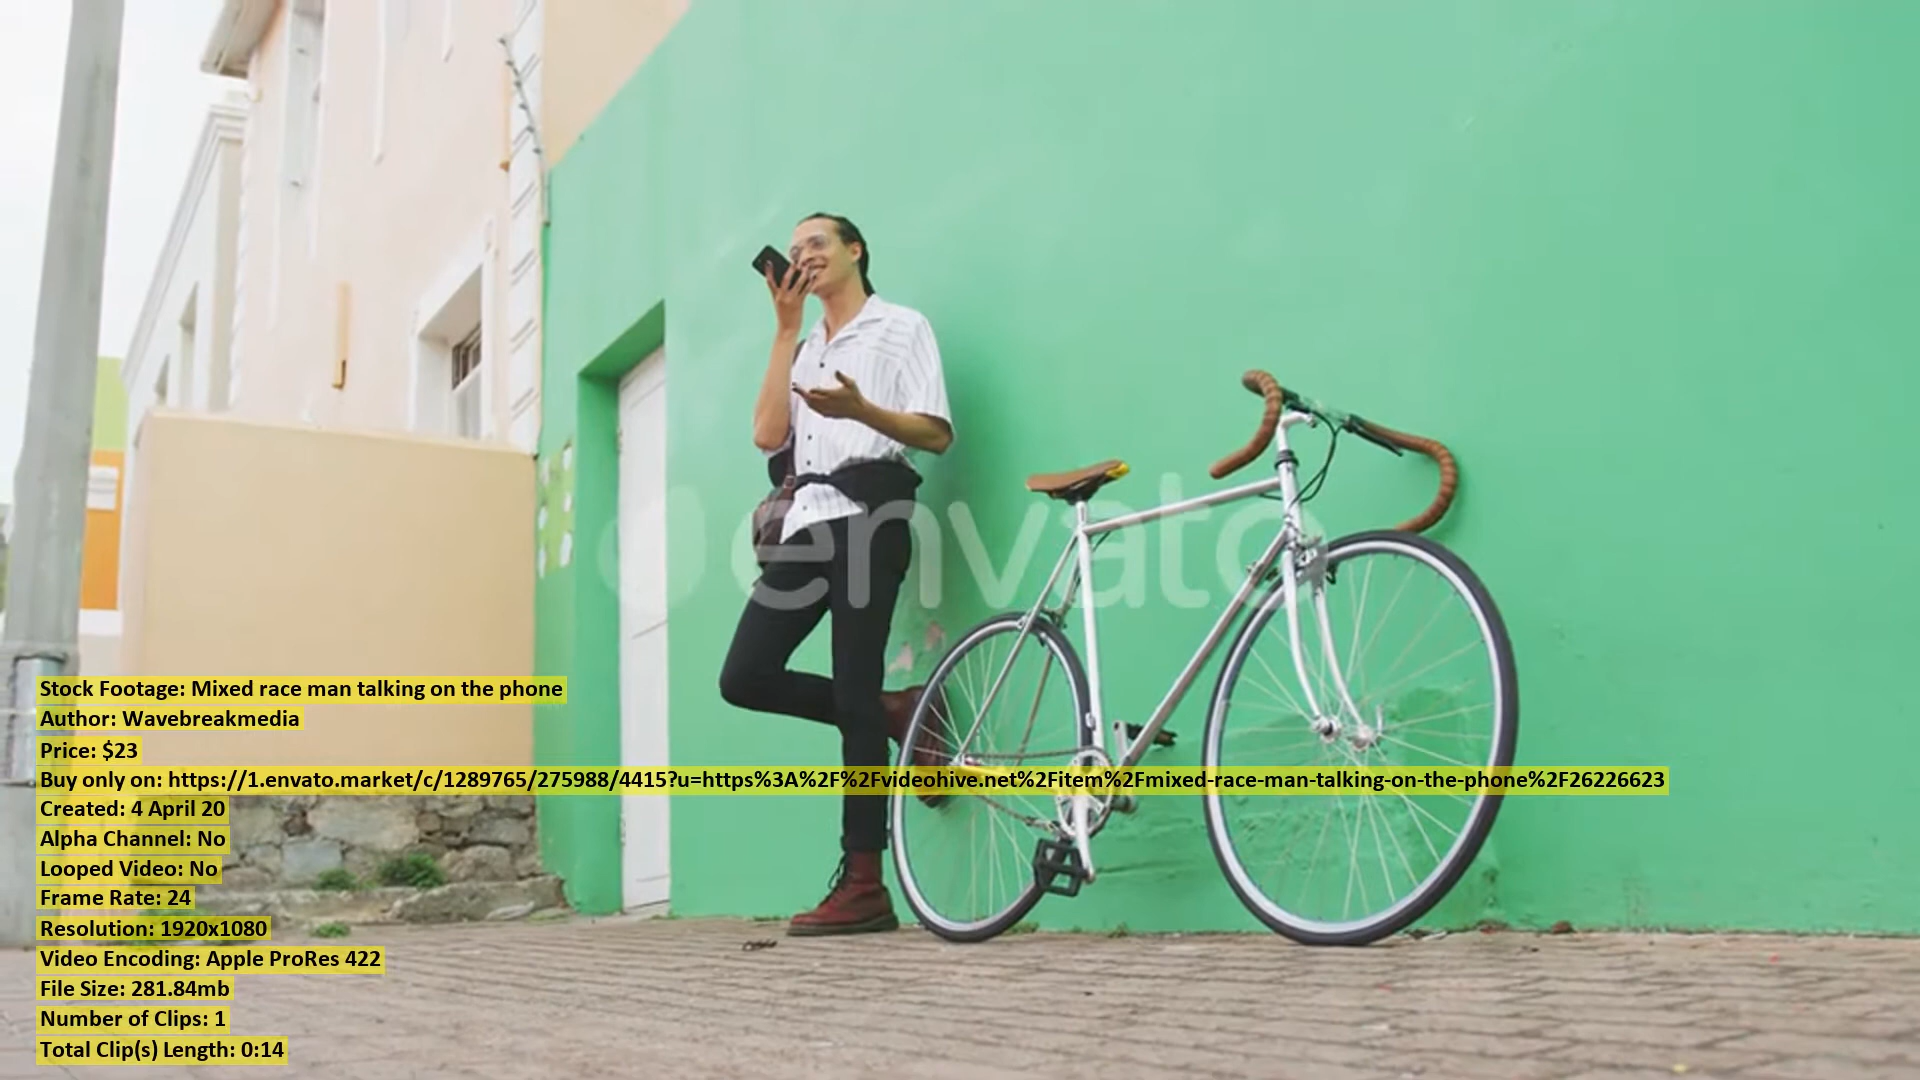 envato
Stock Footage: Mixed race man talking on the phone
Author: Wavebreakmedia
Price: $23
Buy only on: https://1.envato.market/c/1289765/275988/4415?u=https%3A%2F%2Fvideohive.net%2Fitem%2Fmixed-race-man-talking-on-the-phone%2F26226623
Created: 4 April 20
Alpha Channel: No
Looped Video: No
Frame Rate: 24
Resolution: 1920x1080
Video Encoding: Apple ProRes 422
File Size: 281.84mb
Number of Clips: 1
Total Clip(s) Length: 0:14